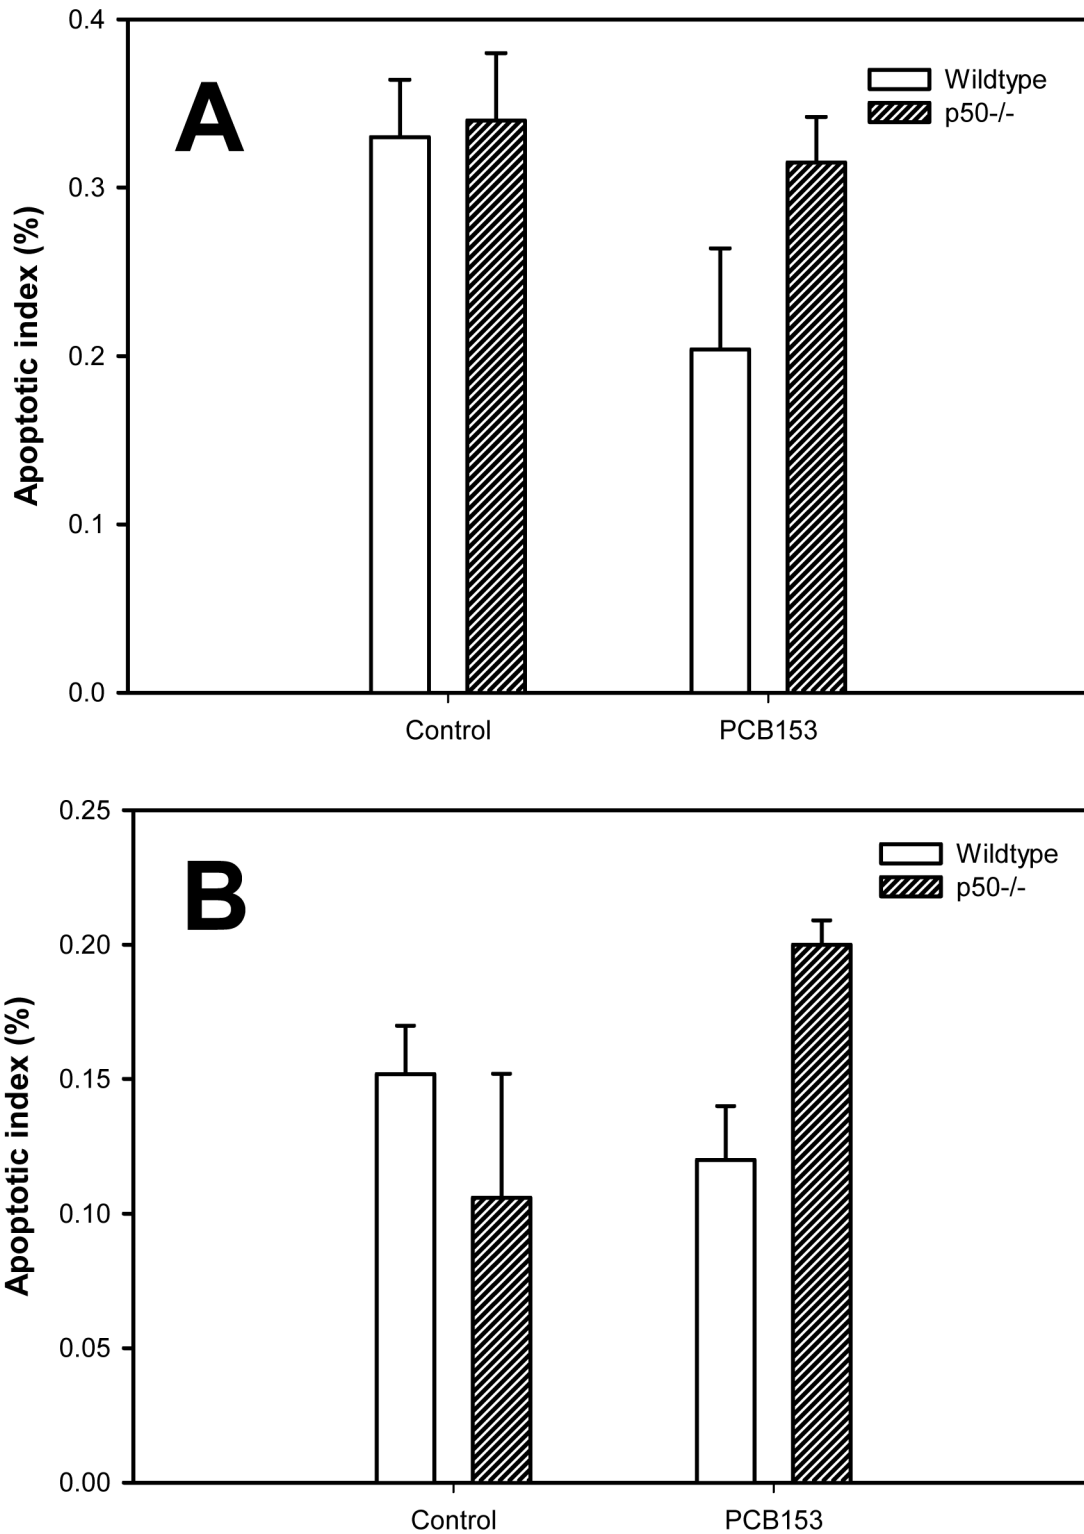 0.4
A
Wildtype
p50-/-
0.3
Apoptotic index (%)
0.2
0.1
0.0
Control PCB153
0.25
B
Wildtype
p50-/-
0.20
0.15
Apoptotic index (%)
0.10
0.05
0.00
Control PCB153